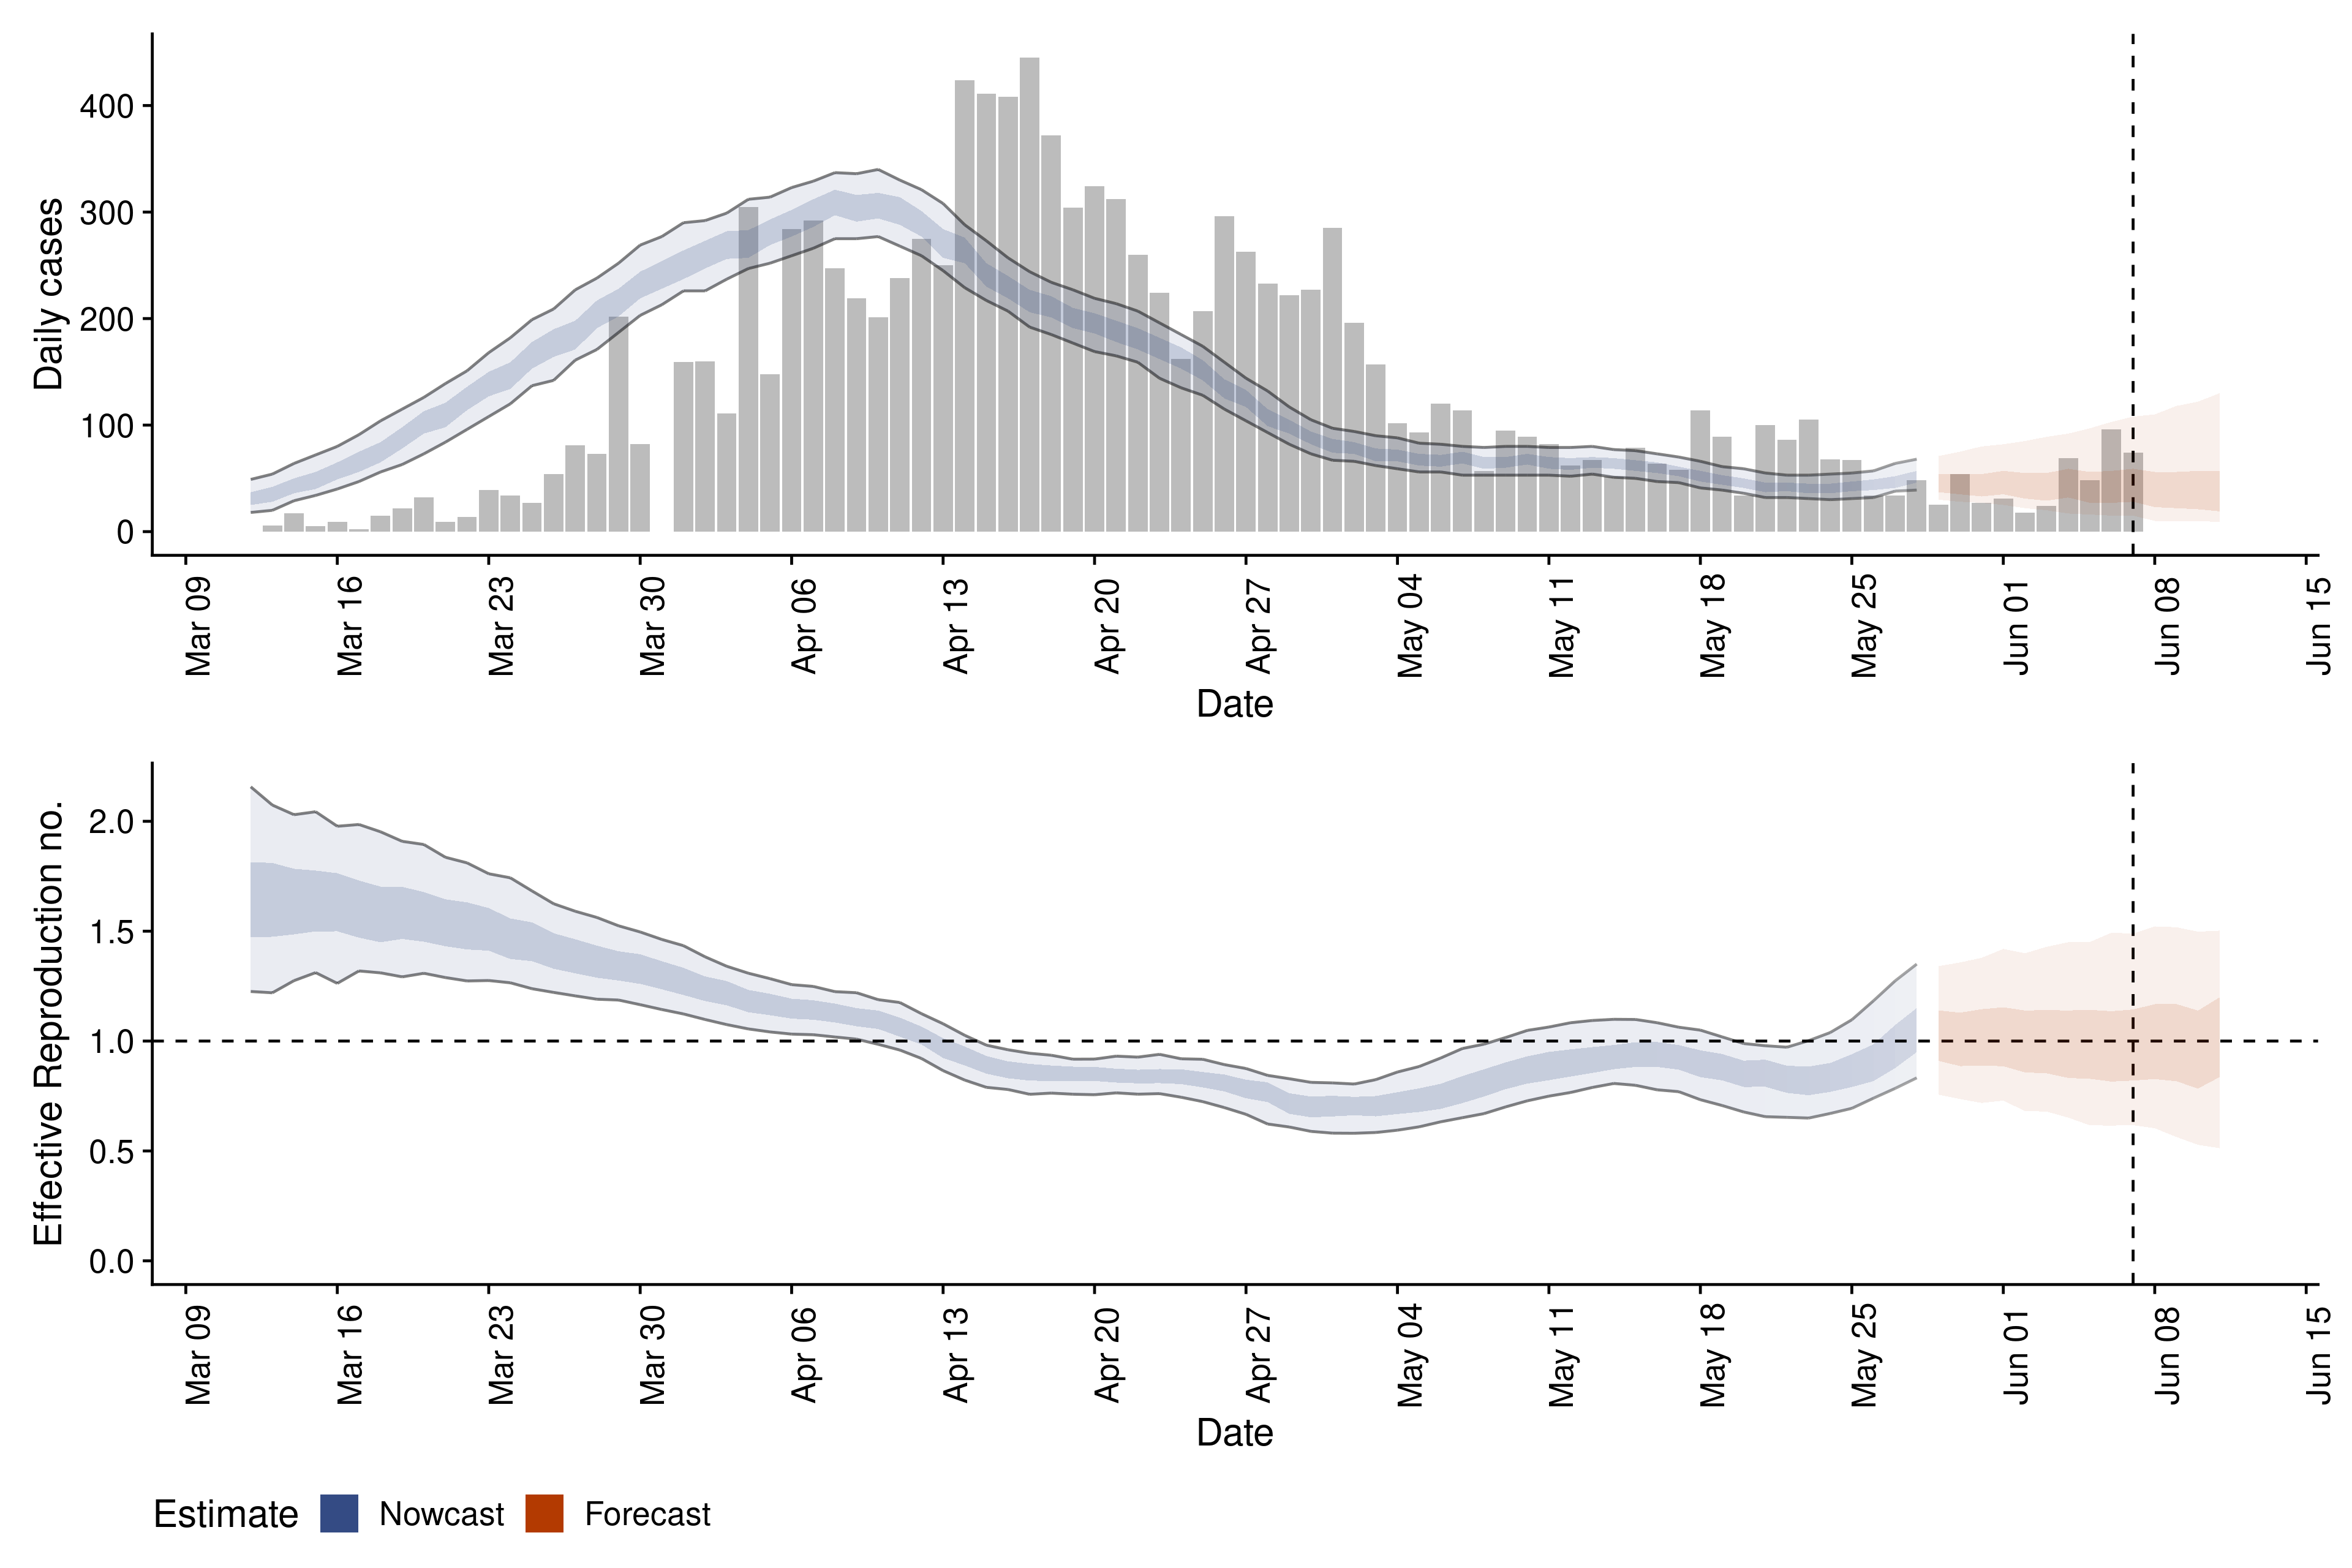 Daily cases
400
300
200
100
0
Mar 09
Mar 16
Mar 23
Mar 30
Apr 06
Apr 13
Apr 20
Apr 27
May 04
May 11
May 18
May 25
Jun 01
Jun 08
Jun 15
Date
Effective Reproduction no.
2.0
1.5
1.0
0.5
0.0
Mar 09
Mar 16
Mar 23
Mar 30
Apr 06
Apr 13
Apr 20
Apr 27
May 04
May 11
May 18
May 25
Jun 01
Jun 08
Jun 15
Date
Estimate Nowcast Forecast